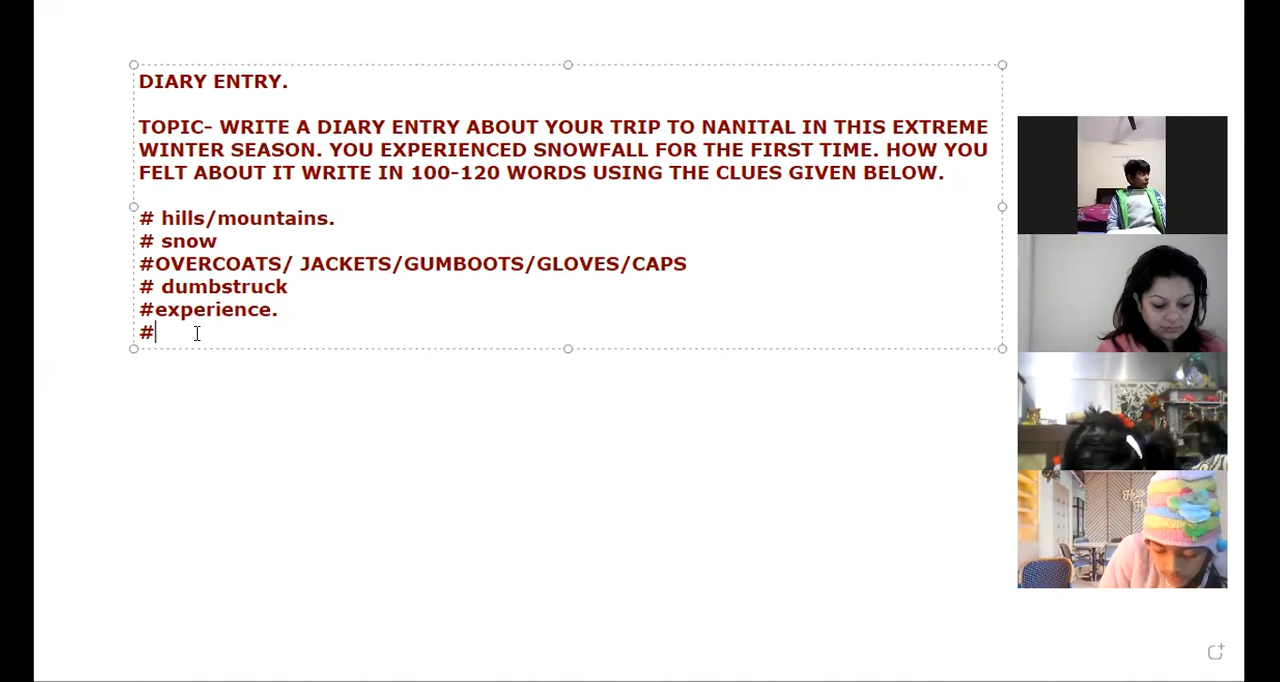 DIARY ENTRY.
TOPIC- WRITE A DIARY ENTRY ABOUT YOUR TRIP TO NANITAL IN THIS EXTREME
WINTER SEASON. YOU EXPERIENCED SNOWFALL FOR THE FIRST TIME. HOW YOU
FELT ABOUT IT WRITE IN 100-120 WORDS USING THE CLUES GIVEN BELOW.
# hills/mountains.
# snow
#OVERCOATS/ JACKETS/GUMBOOTS/GLOVES/CAPS
# dumbstruck
#experience.
#